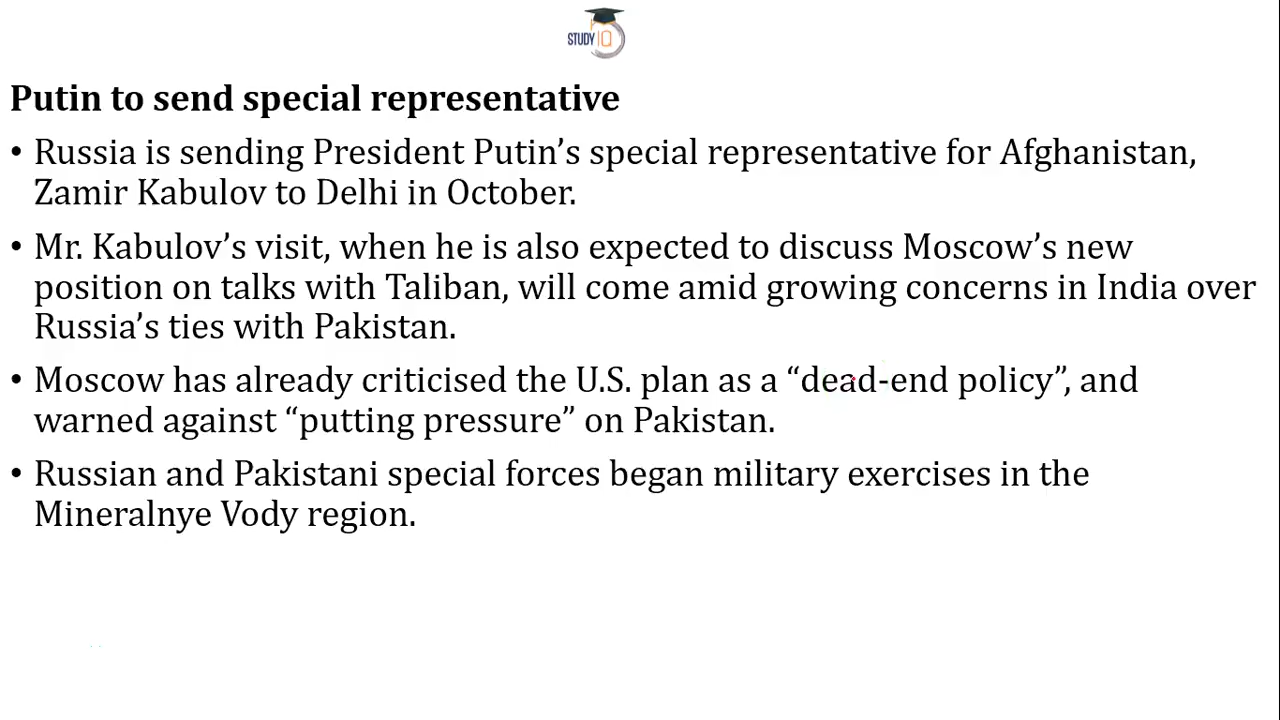 STUDY IQ
Putin to send special representative
• Russia is sending President Putin’s special representative for Afghanistan,
Zamir Kabulov to Delhi in October.
• Mr. Kabulov’s visit, when he is also expected to discuss Moscow’s new
position on talks with Taliban, will come amid growing concerns in India over
Russia’s ties with Pakistan.
• Moscow has already criticised the U.S. plan as a “dead-end policy”, and
warned against “putting pressure” on Pakistan.
• Russian and Pakistani special forces began military exercises in the
Mineralnye Vody region.